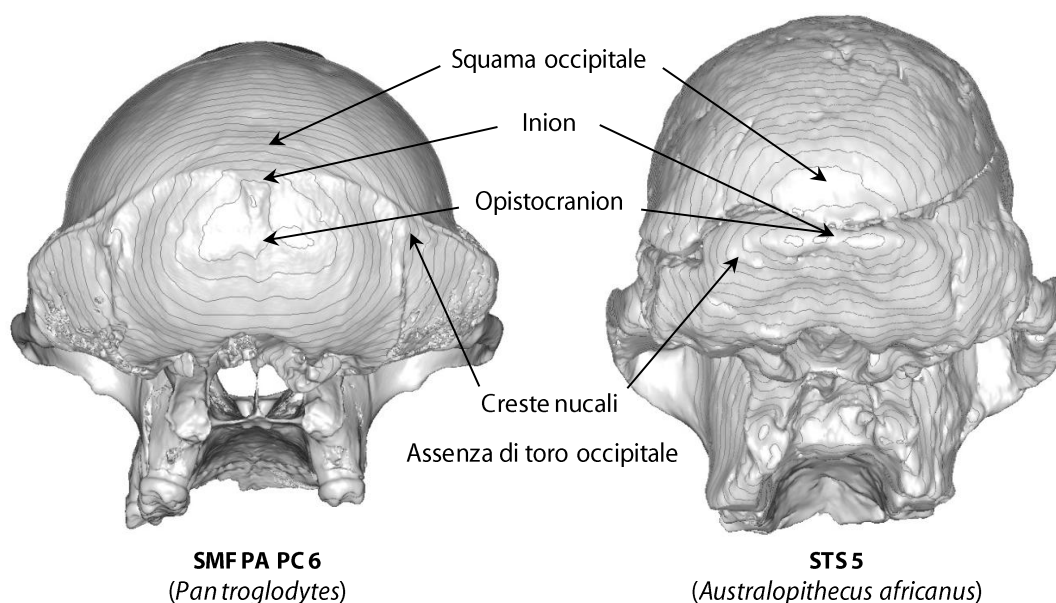 Squama occipitale
Inion
Opistocranion
Creste nucali
Assenza di toro occipitale
SMF PA PC 6
(Pan troglodytes)
STS 5
(Australopithecus africanus)